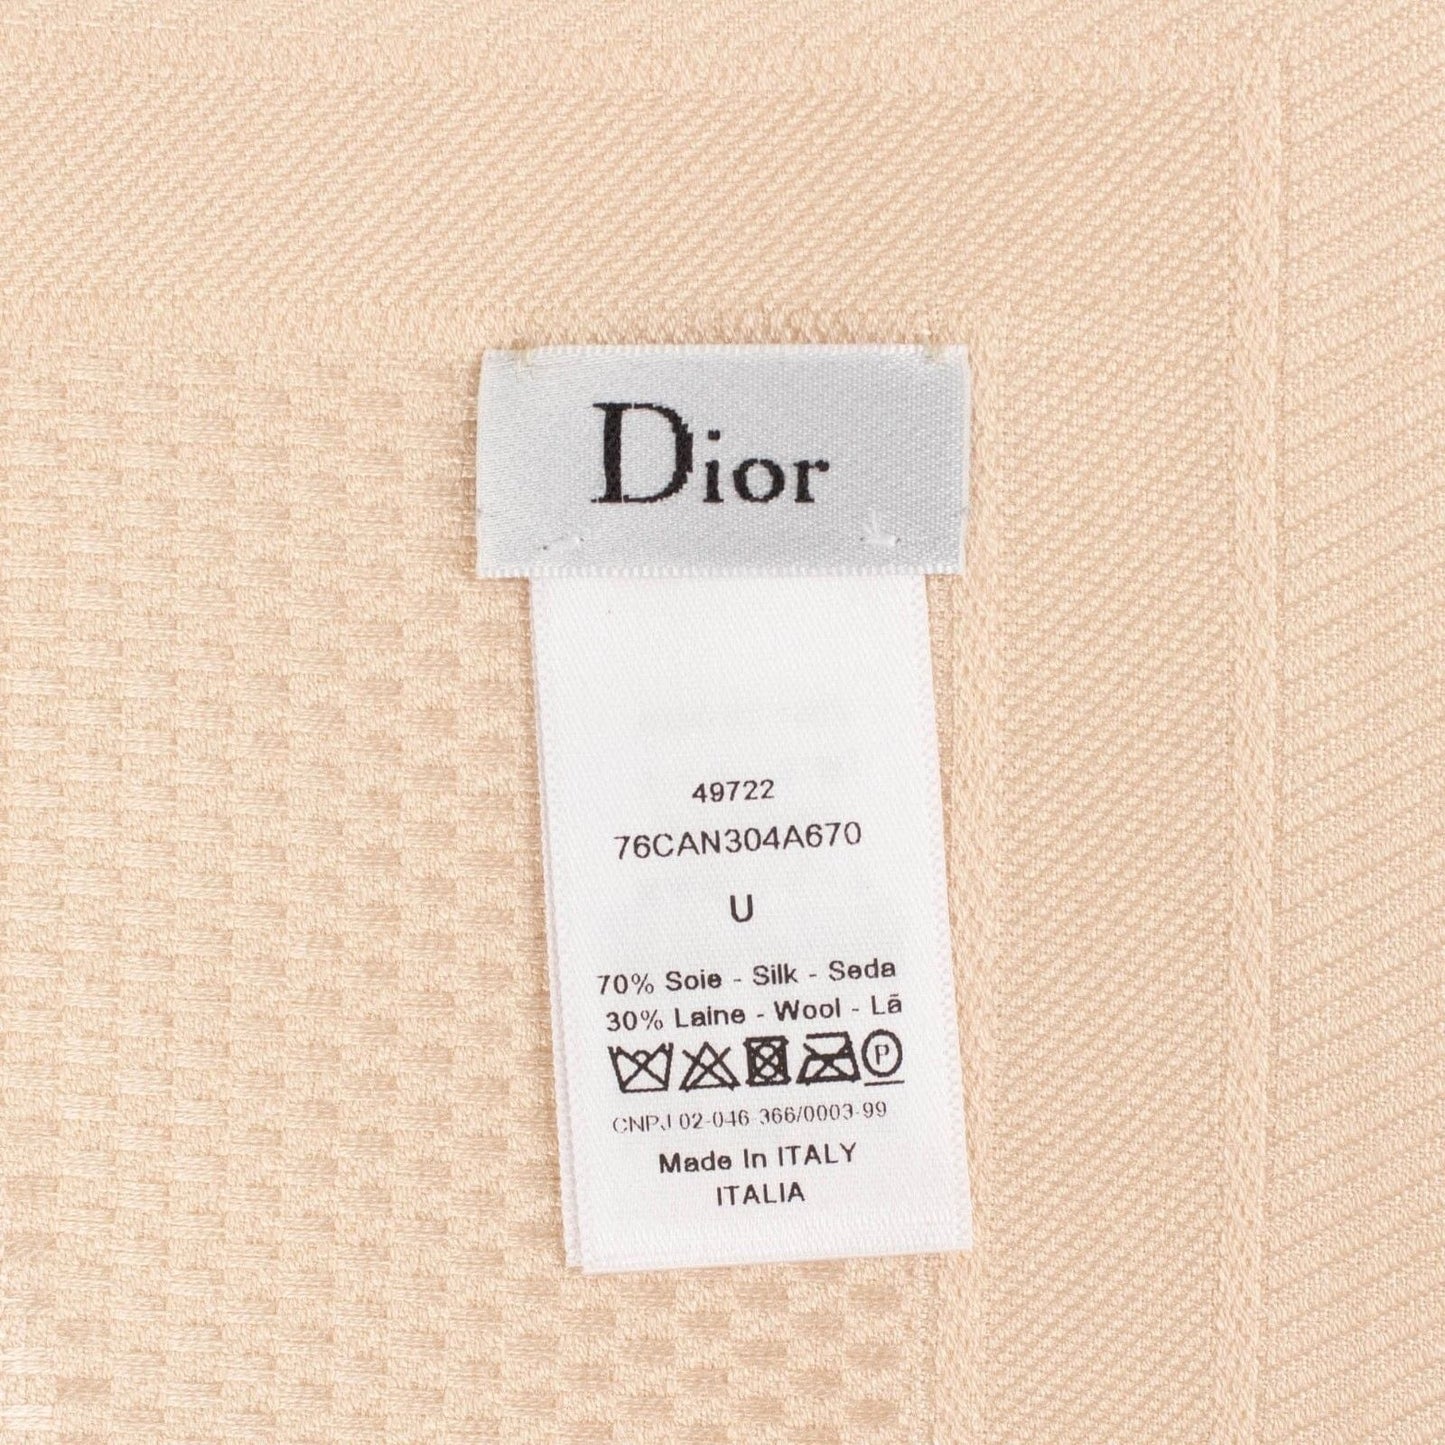 Dior
49722
76CAN304A670
U
70% Soie - Silk - Seda
30% Laine - Wool - Lã
P
CNPJ 02-046-366/0003-99
Made In ITALY
ITALIA